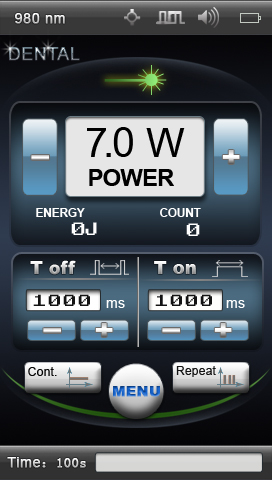 980 nm
DENTAL
7.0 W
POWER
ENERGY COUNT
0J 0
T off T on
1000 ms 1000 ms
Cont. Repeat
MENU
Time: 100s